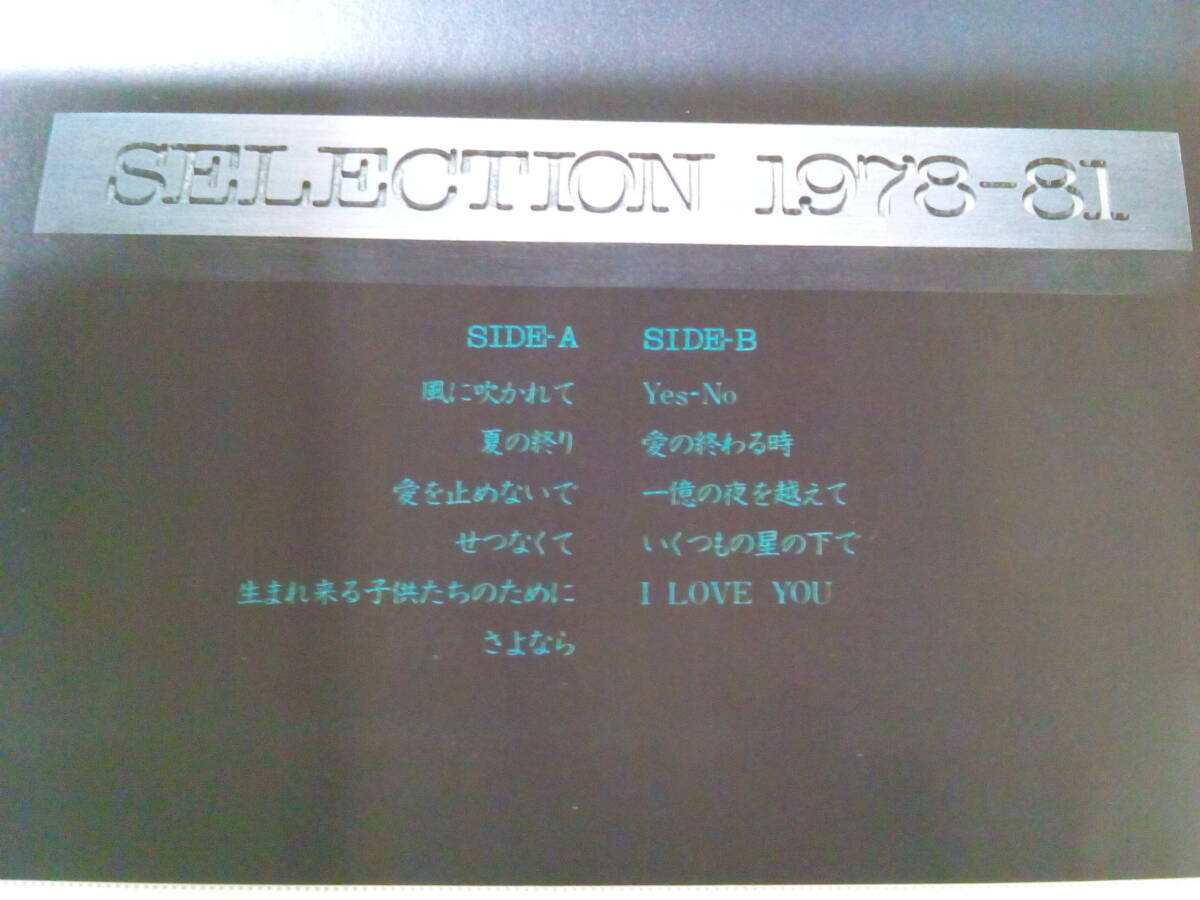 SELECTION 1978-81
SIDE-A
風に吹かれて
夏の終り
愛を止めないで
せつなくて
生まれ来る子供たちのために
さよなら
SIDE-B
Yes-No
愛の終わる時
一億の夜を越えて
いくつもの星の下で
I LOVE YOU